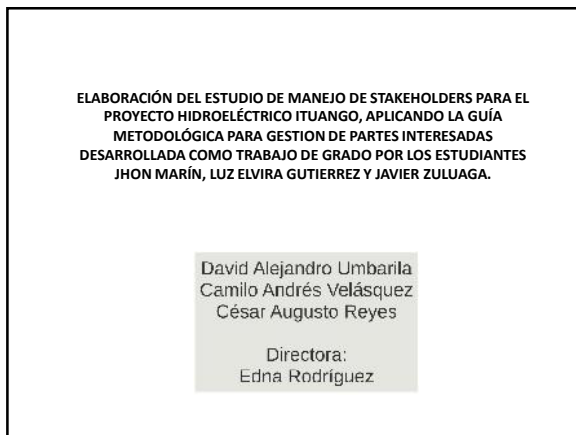 ELABORACIÓN DEL ESTUDIO DE MANEJO DE STAKEHOLDERS PARA EL
PROYECTO HIDROELÉCTRICO ITUANGO, APLICANDO LA GUÍA
METODOLÓGICA PARA GESTION DE PARTES INTERESADAS
DESARROLLADA COMO TRABAJO DE GRADO POR LOS ESTUDIANTES
JHON MARÍN, LUZ ELVIRA GUTIERREZ Y JAVIER ZULUAGA.
David Alejandro Umbarila
Camilo Andrés Velásquez
César Augusto Reyes
Directora:
Edna Rodríguez